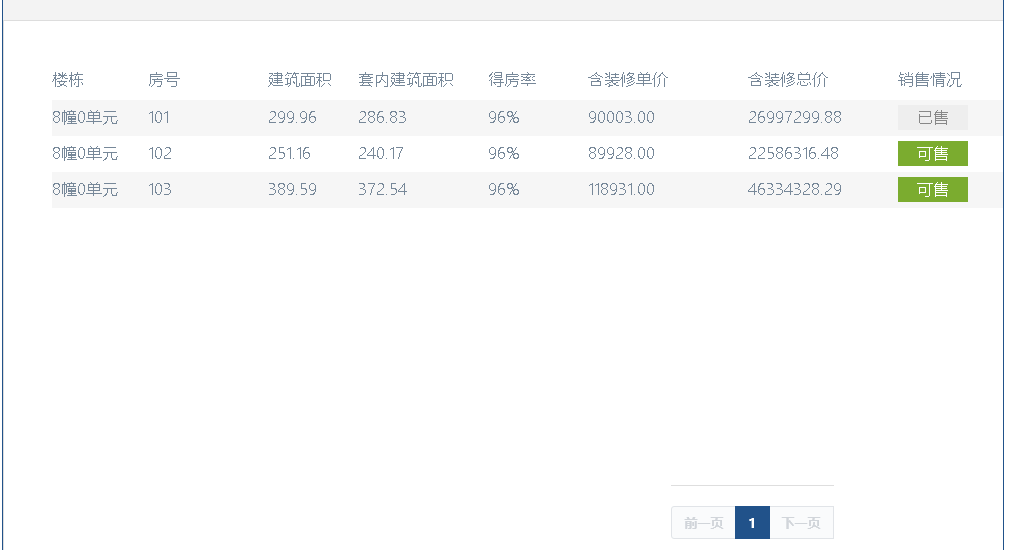 楼栋 房号 建筑面积 套内建筑面积 得房率 含装修单价 含装修总价 销售情况
8幢0单元 101 299.96 286.83 96% 90003.00 26997299.88 已售
8幢0单元 102 251.16 240.17 96% 89928.00 22586316.48 可售
8幢0单元 103 389.59 372.54 96% 118931.00 46334328.29 可售
前一页 1 下一页